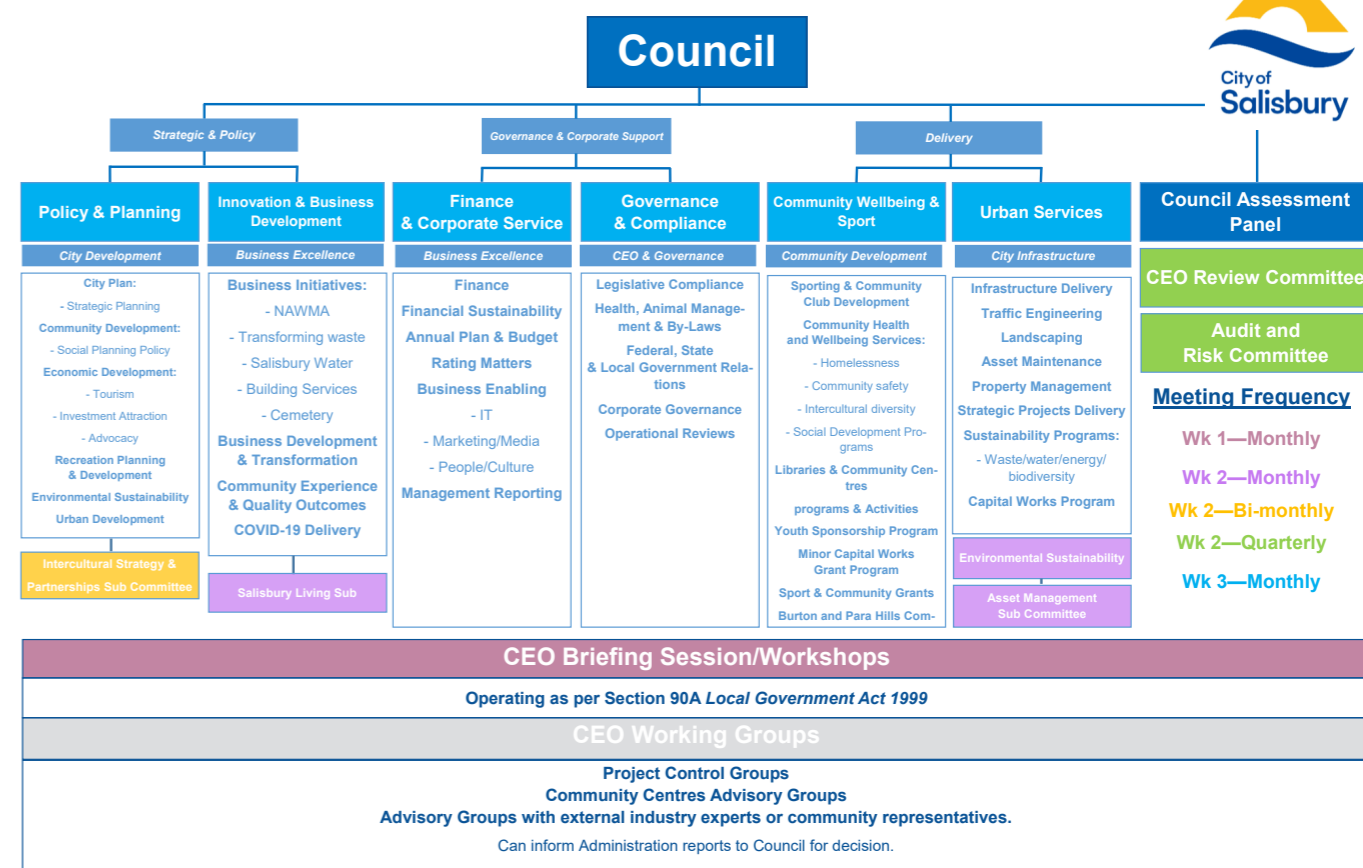 Council
City of
Salisbury
Strategic & Policy
Governance & Corporate Support
Delivery
Policy & Planning
City Development
City Plan:
- Strategic Planning
Community Development:
- Social Planning Policy
Economic Development:
- Tourism
- Investment Attraction
- Advocacy
Recreation Planning
& Development
Environmental Sustainability
Urban Development
Intercultural Strategy &
Partnerships Sub Committee
Innovation & Business
Development
Business Excellence
Business Initiatives:
- NAWMA
- Transforming waste
- Salisbury Water
- Building Services
- Cemetery
Business Development
& Transformation
Community Experience
& Quality Outcomes
COVID-19 Delivery
Salisbury Living Sub
Finance
& Corporate Service
Business Excellence
Finance
Financial Sustainability
Annual Plan & Budget
Rating Matters
Business Enabling
- IT
- Marketing/Media
- People/Culture
Management Reporting
Governance
& Compliance
CEO & Governance
Legislative Compliance
Health, Animal Manage-
ment & By-Laws
Federal, State
& Local Government Rela-
tions
Corporate Governance
Operational Reviews
Community Wellbeing &
Sport
Community Development
Sporting & Community
Club Development
Community Health
and Wellbeing Services:
- Homelessness
- Community safety
- Intercultural diversity
- Social Development Pro-
grams
Libraries & Community Cen-
tres
programs & Activities
Youth Sponsorship Program
Minor Capital Works
Grant Program
Sport & Community Grants
Burton and Para Hills Com-
Urban Services
City Infrastructure
Infrastructure Delivery
Traffic Engineering
Landscaping
Asset Maintenance
Property Management
Strategic Projects Delivery
Sustainability Programs:
- Waste/water/energy/
biodiversity
Capital Works Program
Environmental Sustainability
Asset Management
Sub Committee
Council Assessment
Panel
CEO Review Committee
Audit and
Risk Committee
Meeting Frequency
Wk 1—Monthly
Wk 2—Monthly
Wk 2—Bi-monthly
Wk 2—Quarterly
Wk 3—Monthly
CEO Briefing Session/Workshops
Operating as per Section 90A Local Government Act 1999
CEO Working Groups
Project Control Groups
Community Centres Advisory Groups
Advisory Groups with external industry experts or community representatives.
Can inform Administration reports to Council for decision.